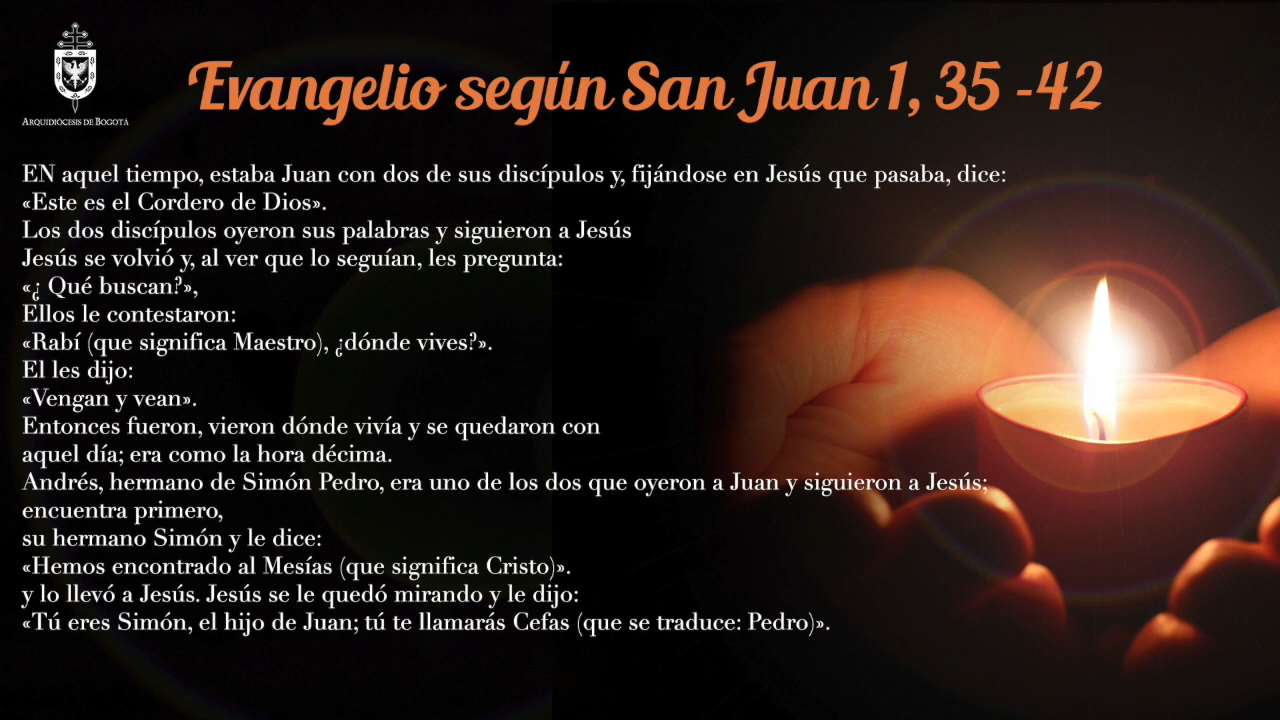 ARQUIDIÓCESIS DE BOGOTÁ
Evangelio según San Juan 1, 35 -42
EN aquel tiempo, estaba Juan con dos de sus discípulos y, fijándose en Jesús que pasaba, dice:
«Este es el Cordero de Dios».
Los dos discípulos oyeron sus palabras y siguieron a Jesús
Jesús se volvió y, al ver que lo seguían, les pregunta:
«¿ Qué buscan?»,
Ellos le contestaron:
«Rabí (que significa Maestro), ¿dónde vives?».
El les dijo:
«Vengan y vean».
Entonces fueron, vieron dónde vivía y se quedaron con
aquel día; era como la hora décima.
Andrés, hermano de Simón Pedro, era uno de los dos que oyeron a Juan y siguieron a Jesús;
encuentra primero,
su hermano Simón y le dice:
«Hemos encontrado al Mesías (que significa Cristo)».
y lo llevó a Jesús. Jesús se le quedó mirando y le dijo:
«Tú eres Simón, el hijo de Juan; tú te llamarás Cefas (que se traduce: Pedro)».